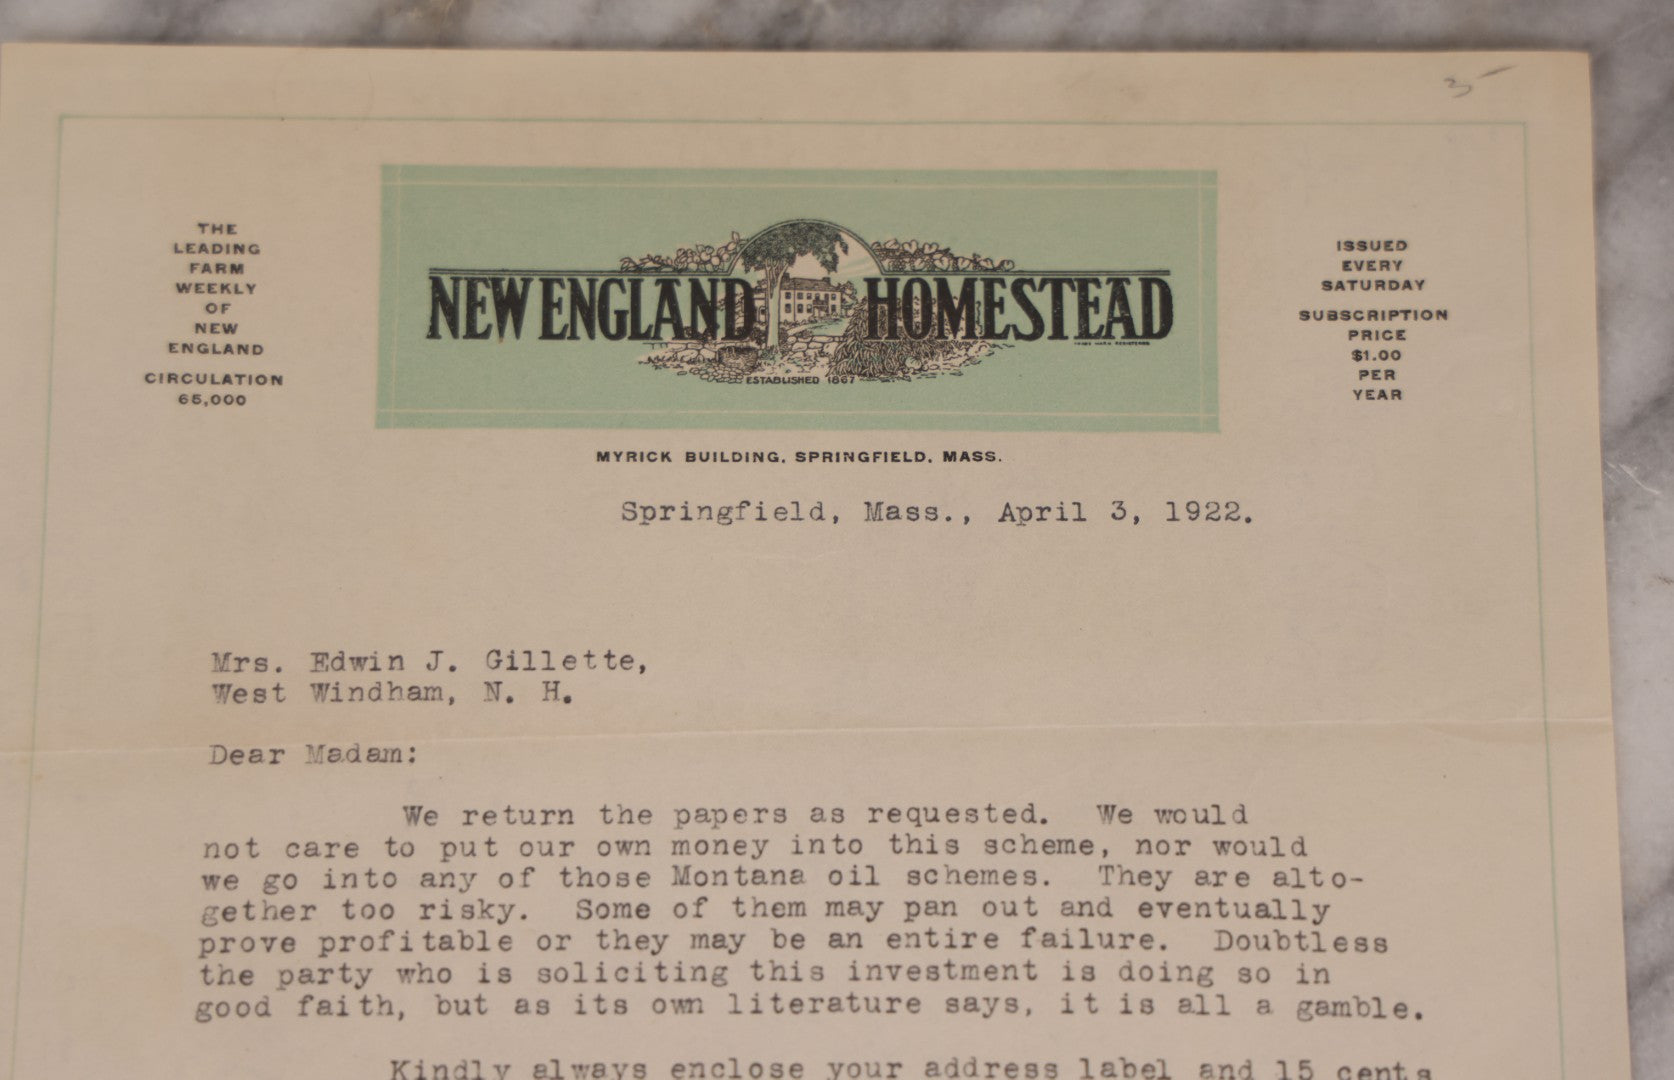 THE
LEADING
FARM
WEEKLY
OF
NEW
ENGLAND
CIRCULATION
65,000
NEW ENGLAND HOMESTEAD
TRADE MARK REGISTERED
ESTABLISHED 1867
ISSUED
EVERY
SATURDAY
SUBSCRIPTION
PRICE
$1.00
PER
YEAR
MYRICK BUILDING, SPRINGFIELD, MASS.
Springfield, Mass., April 3, 1922.
Mrs. Edwin J. Gillette,
West Windham, N. H.
Dear Madam:
We return the papers as requested. We would
not care to put our own money into this scheme, nor would
we go into any of those Montana oil schemes. They are alto-
gether too risky. Some of them may pan out and eventually
prove profitable or they may be an entire failure. Doubtless
the party who is soliciting this investment is doing so in
good faith, but as its own literature says, it is all a gamble.
Kindly always enclose your address label and 15 cents